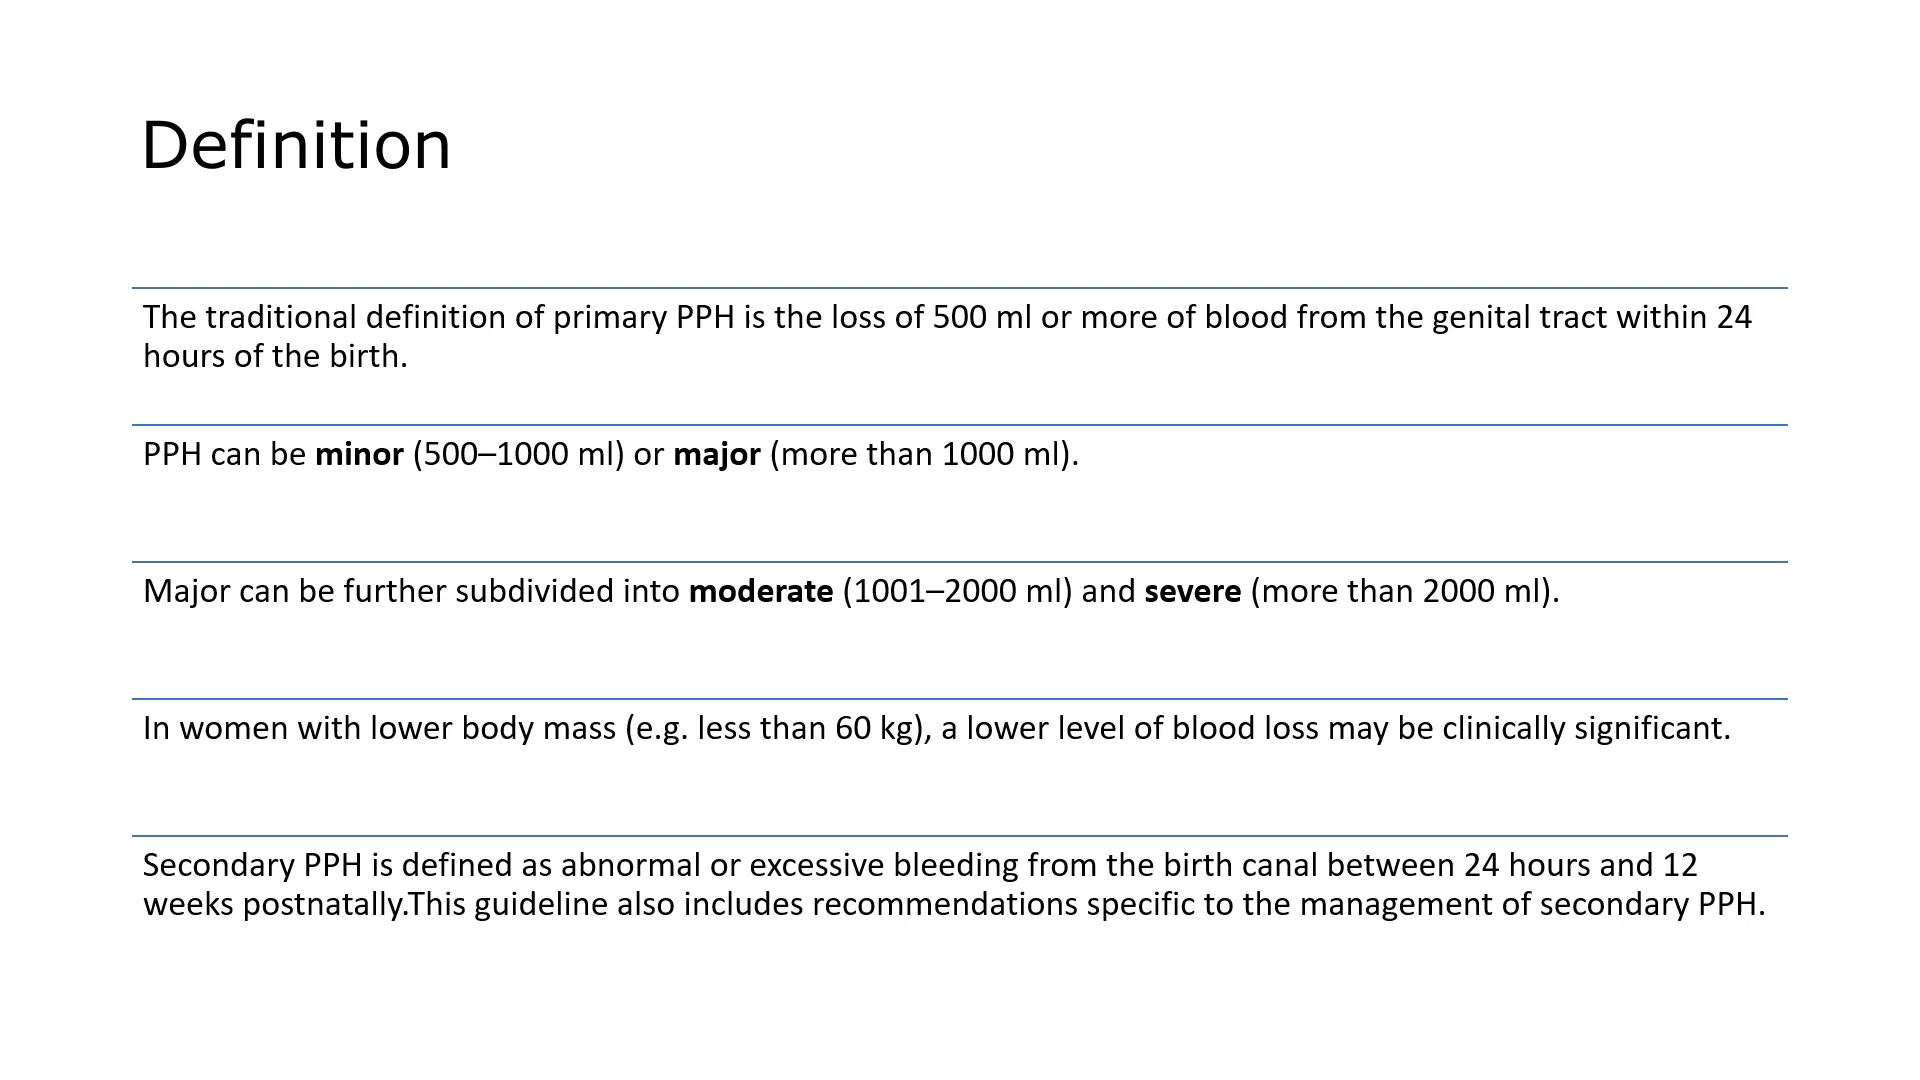 Definition
The traditional definition of primary PPH is the loss of 500 ml or more of blood from the genital tract within 24
hours of the birth.
PPH can be minor (500–1000 ml) or major (more than 1000 ml).
Major can be further subdivided into moderate (1001–2000 ml) and severe (more than 2000 ml).
In women with lower body mass (e.g. less than 60 kg), a lower level of blood loss may be clinically significant.
Secondary PPH is defined as abnormal or excessive bleeding from the birth canal between 24 hours and 12
weeks postnatally.This guideline also includes recommendations specific to the management of secondary PPH.